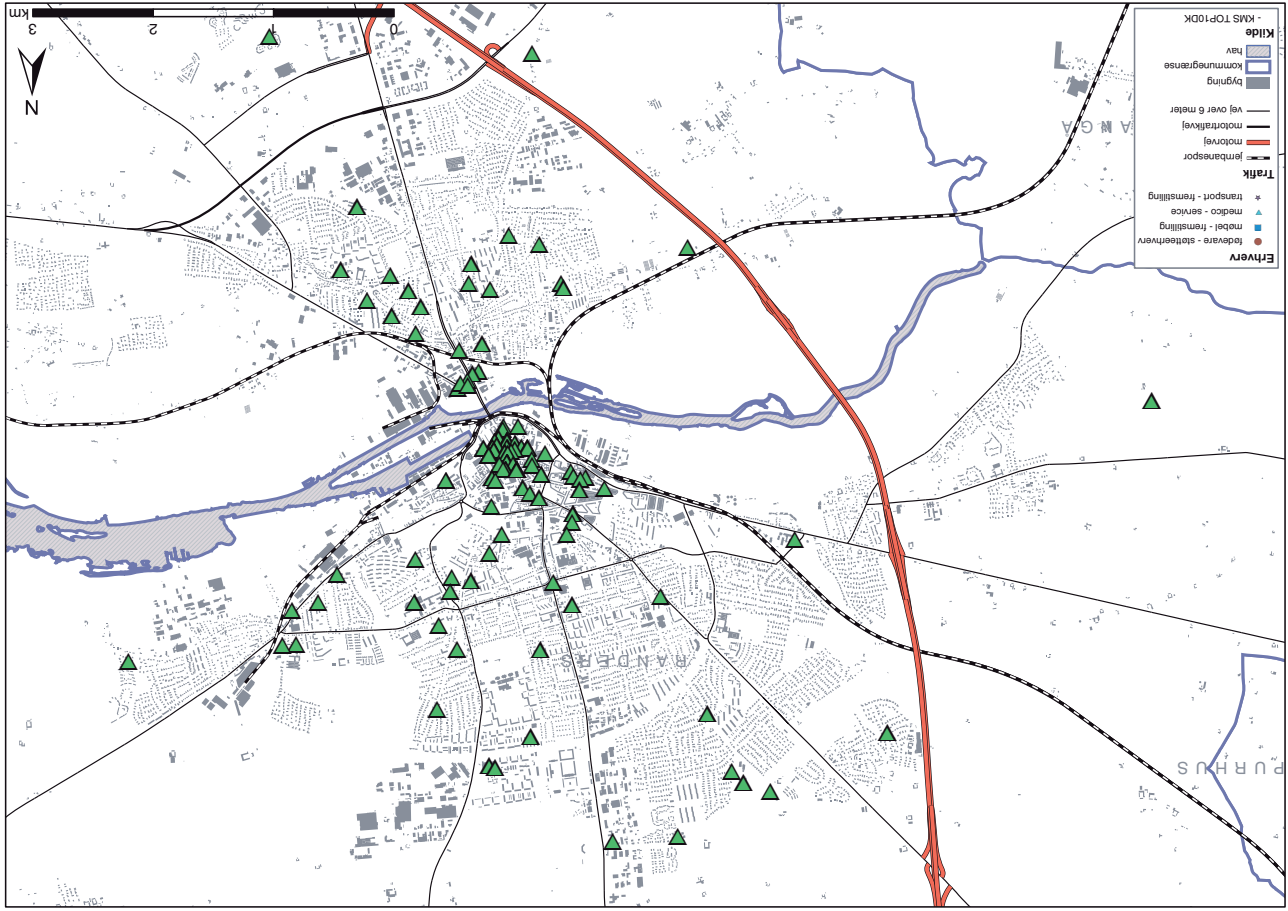 PURHUS
RANDERS
ANGÅ
Erhverv
fødevare - støtteerhverv
møbel - fremstilling
medico - service
transport - fremstilling
Trafik
jernbanespor
motorvej
motortrafikvej
vej over 6 meter
bygning
kommunegrænse
hav
Kilde
- KMS TOP10DK
N
0 1 2 3 km